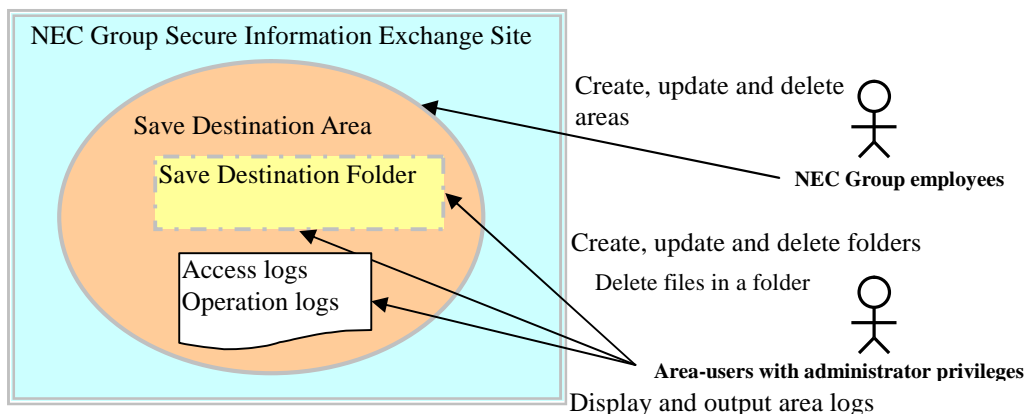 NEC Group Secure Information Exchange Site
Create, update and delete
areas
Save Destination Area
Save Destination Folder
NEC Group employees
Create, update and delete folders
Access logs
Operation logs
Delete files in a folder
Area-users with administrator privileges
Display and output area logs